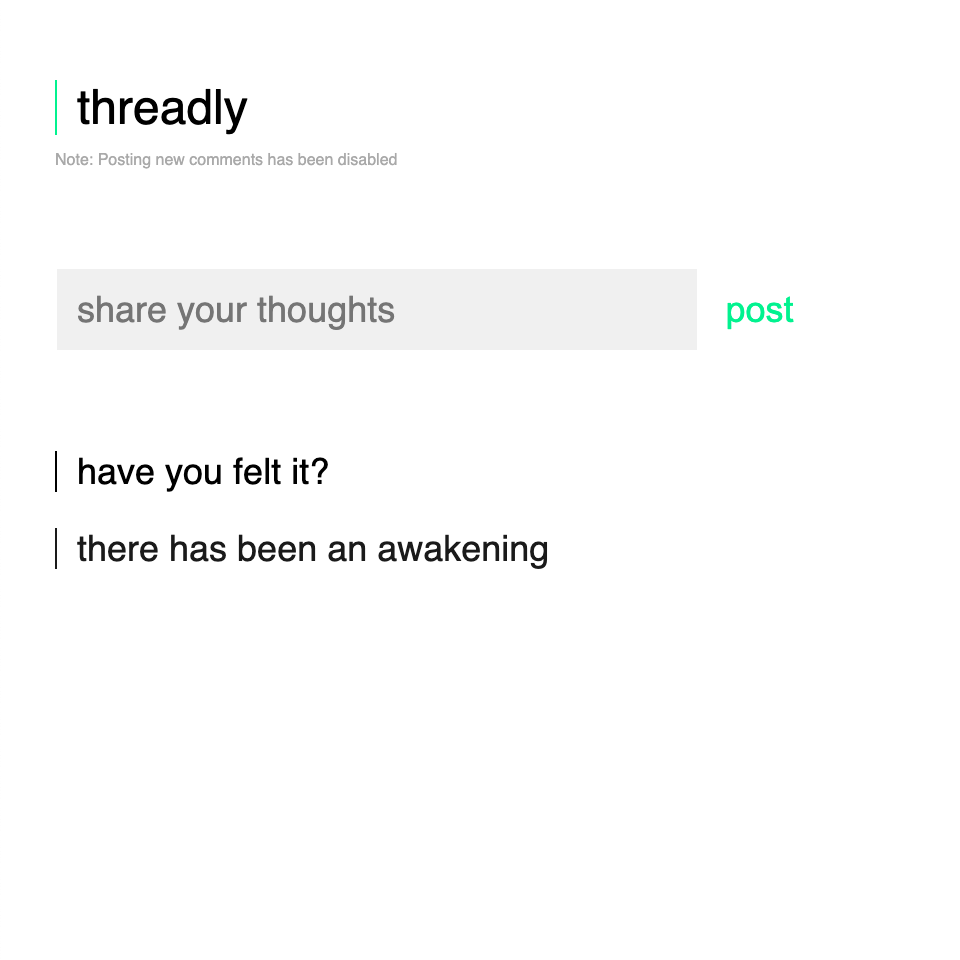 threadly
Note: Posting new comments has been disabled
share your thoughts
post
have you felt it?
there has been an awakening